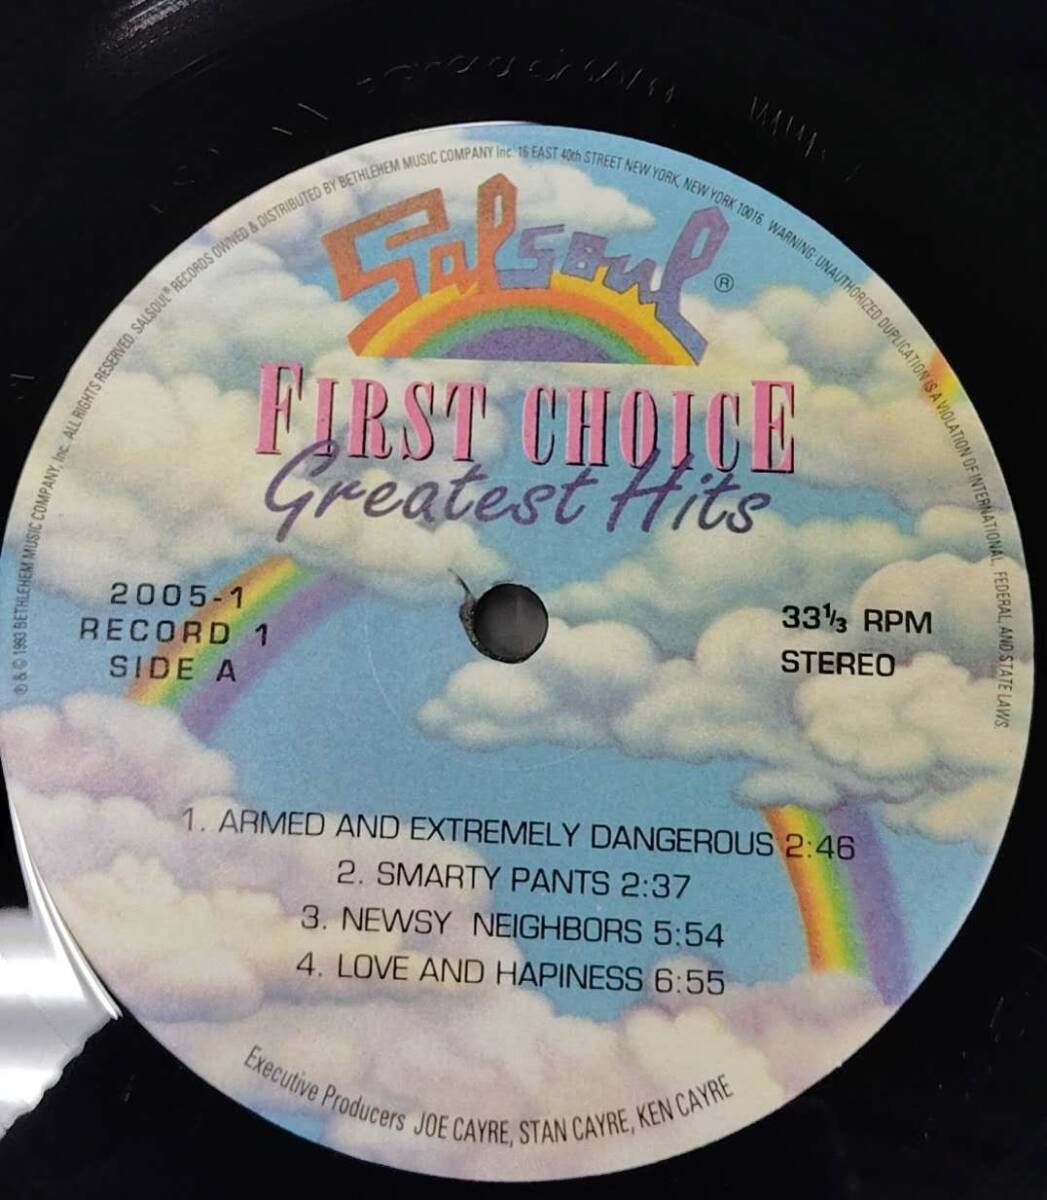 ℗ & © 1993 BETHLEHEM MUSIC COMPANY, Inc. ALL RIGHTS RESERVED. SALSOUL® RECORDS OWNED & DISTRIBUTED BY BETHLEHEM MUSIC COMPANY Inc. 16 EAST 40th STREET NEW YORK, NEW YORK 10016. WARNING: UNAUTHORIZED DUPLICATION IS A VIOLATION OF INTERNATIONAL, FEDERAL, AND STATE LAWS.
Salsoul®
FIRST CHOICE
Greatest Hits
2005-1
RECORD 1
SIDE A
33⅓ RPM
STEREO
1. ARMED AND EXTREMELY DANGEROUS 2:46
2. SMARTY PANTS 2:37
3. NEWSY NEIGHBORS 5:54
4. LOVE AND HAPINESS 6:55
Executive Producers JOE CAYRE, STAN CAYRE, KEN CAYRE